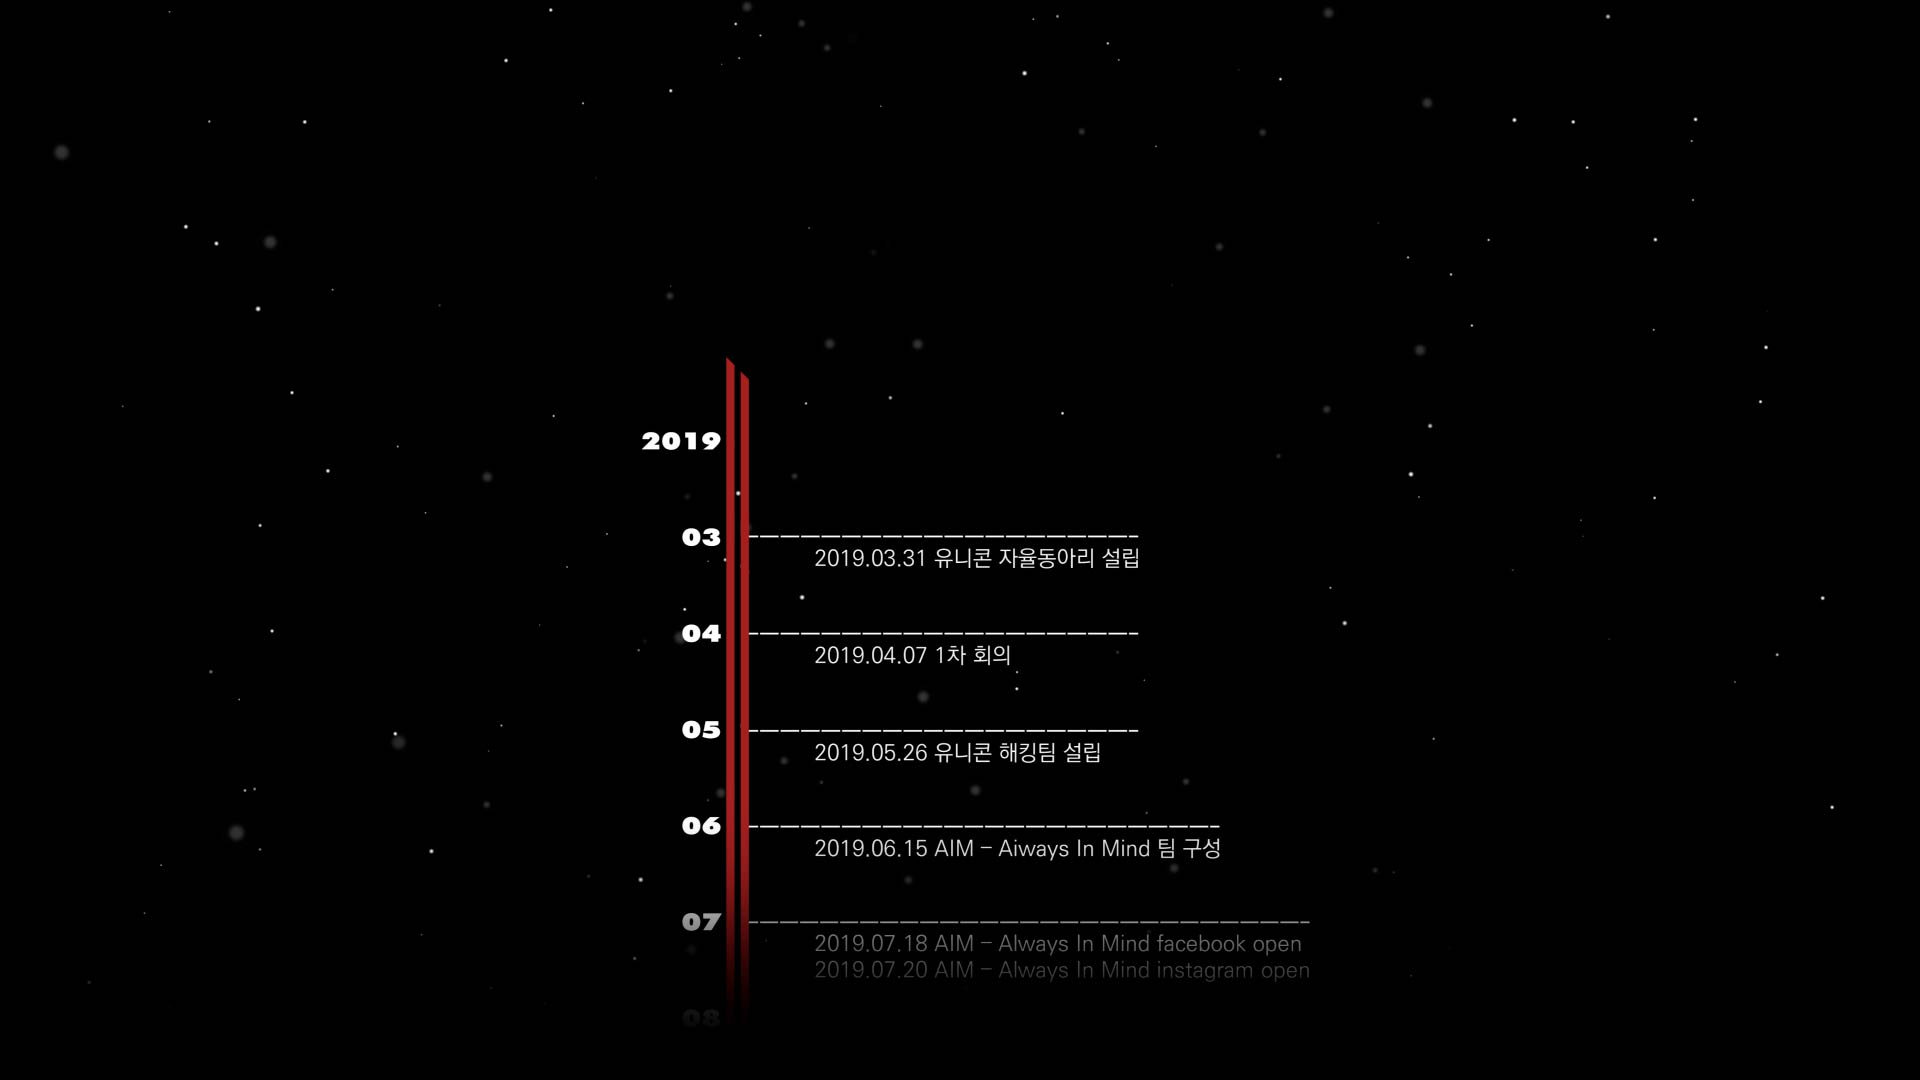 2019
03
2019.03.31 유니콘 자율동아리 설립
04
2019.04.07 1차 회의
05
2019.05.26 유니콘 해킹팀 설립
06
2019.06.15 AIM – Aiways In Mind 팀 구성
07
2019.07.18 AIM – Always In Mind facebook open
2019.07.20 AIM – Always In Mind instagram open
08